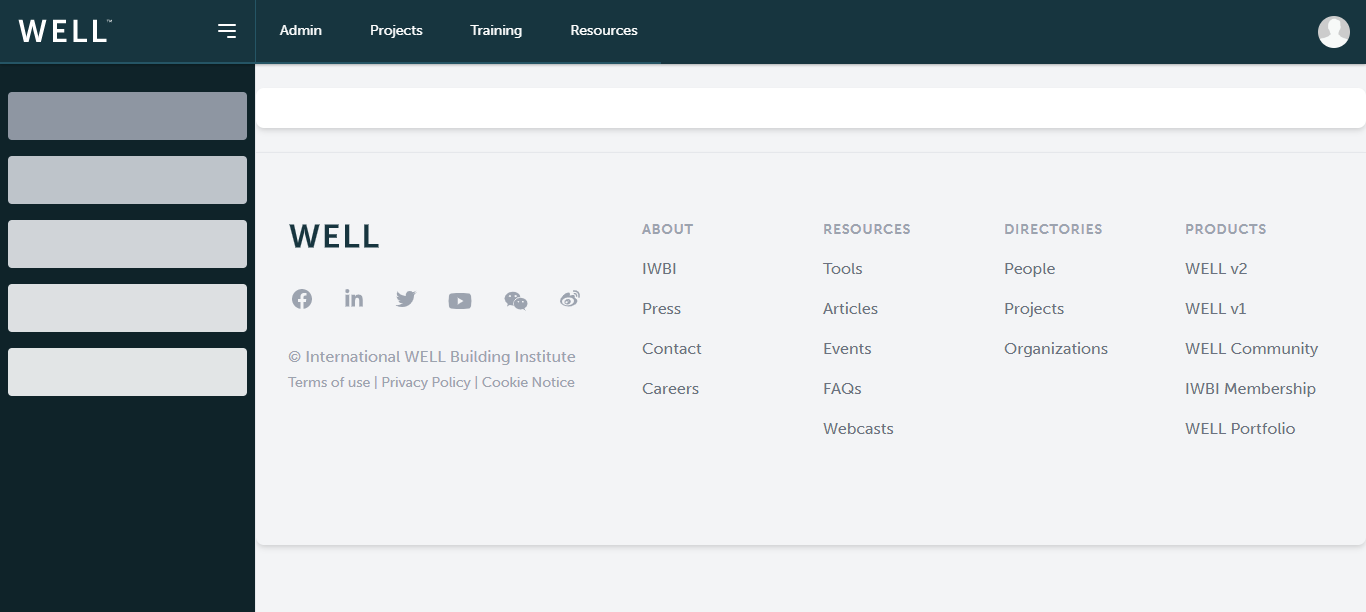 WELL™
Admin Projects Training Resources
WELL
© International WELL Building Institute
Terms of use | Privacy Policy | Cookie Notice
ABOUT
IWBI
Press
Contact
Careers
RESOURCES
Tools
Articles
Events
FAQs
Webcasts
DIRECTORIES
People
Projects
Organizations
PRODUCTS
WELL v2
WELL v1
WELL Community
IWBI Membership
WELL Portfolio